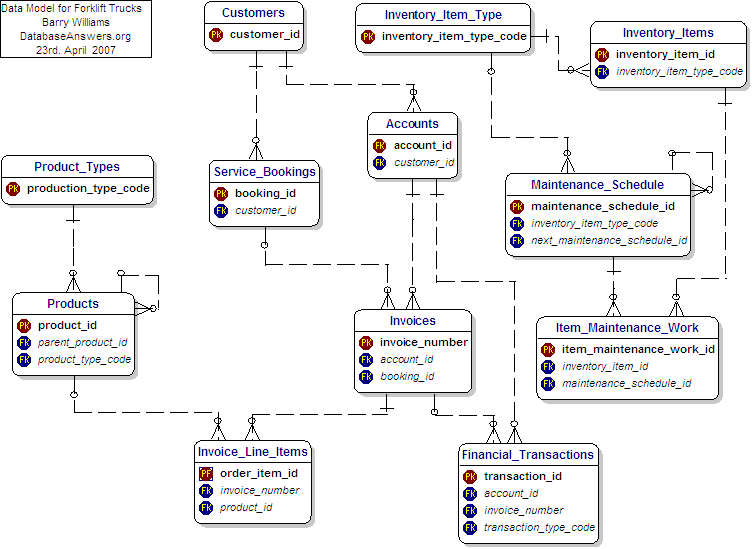 Data Model for Forklift Trucks
Barry Williams
DatabaseAnswers.org
23rd. April 2007
Customers
PK customer_id
Inventory_Item_Type
PK inventory_item_type_code
Inventory_Items
PK inventory_item_id
FK inventory_item_type_code
Accounts
FK account_id
FK customer_id
Product_Types
PK production_type_code
Service_Bookings
PK booking_id
FK customer_id
Maintenance_Schedule
PK maintenance_schedule_id
FK inventory_item_type_code
FK next_maintenance_schedule_id
Products
PK product_id
FK parent_product_id
FK product_type_code
Invoices
PK invoice_number
FK account_id
FK booking_id
Item_Maintenance_Work
PK item_maintenance_work_id
FK inventory_item_id
FK maintenance_schedule_id
Invoice_Line_Items
PF order_item_id
FK invoice_number
FK product_id
Financial_Transactions
PK transaction_id
FK account_id
FK invoice_number
FK transaction_type_code